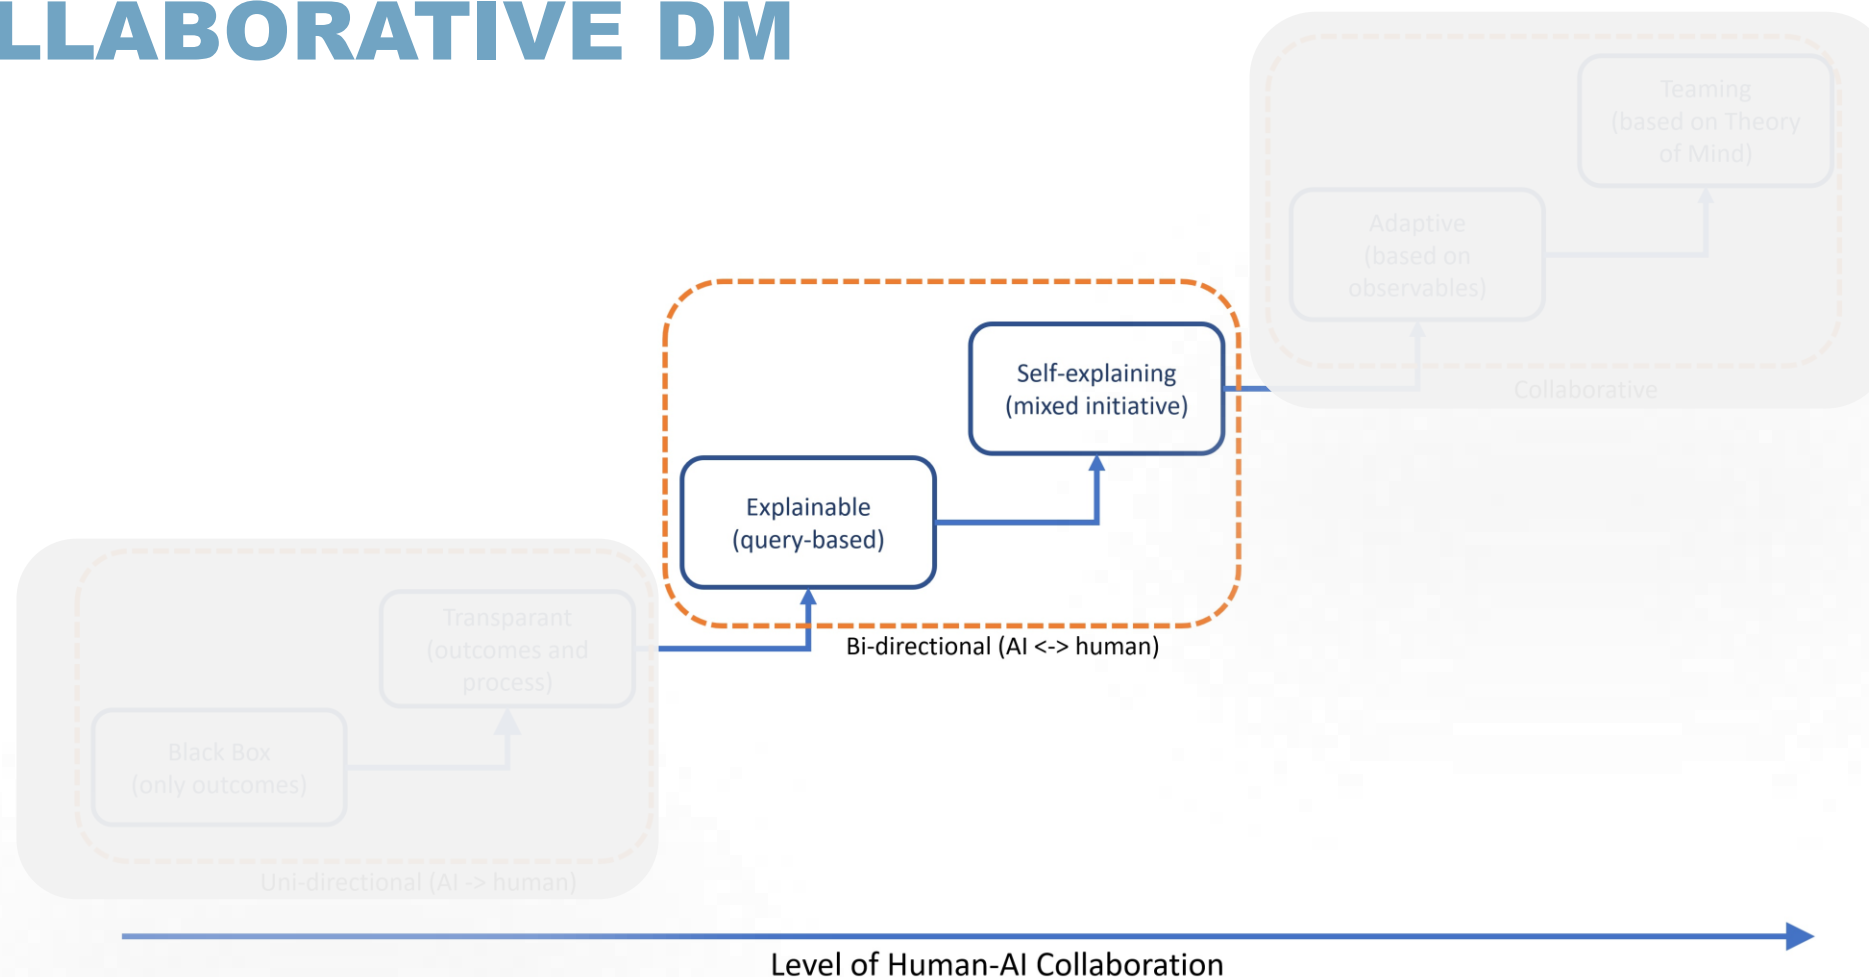 LLABORATIVE DM
Teaming
(based on Theory
of Mind)
Adaptive
(based on
observables)
Collaborative
Self-explaining
(mixed initiative)
Explainable
(query-based)
Bi-directional (AI <-> human)
Transparant
(outcomes and
process)
Black Box
(only outcomes)
Uni-directional (AI -> human)
Level of Human-AI Collaboration